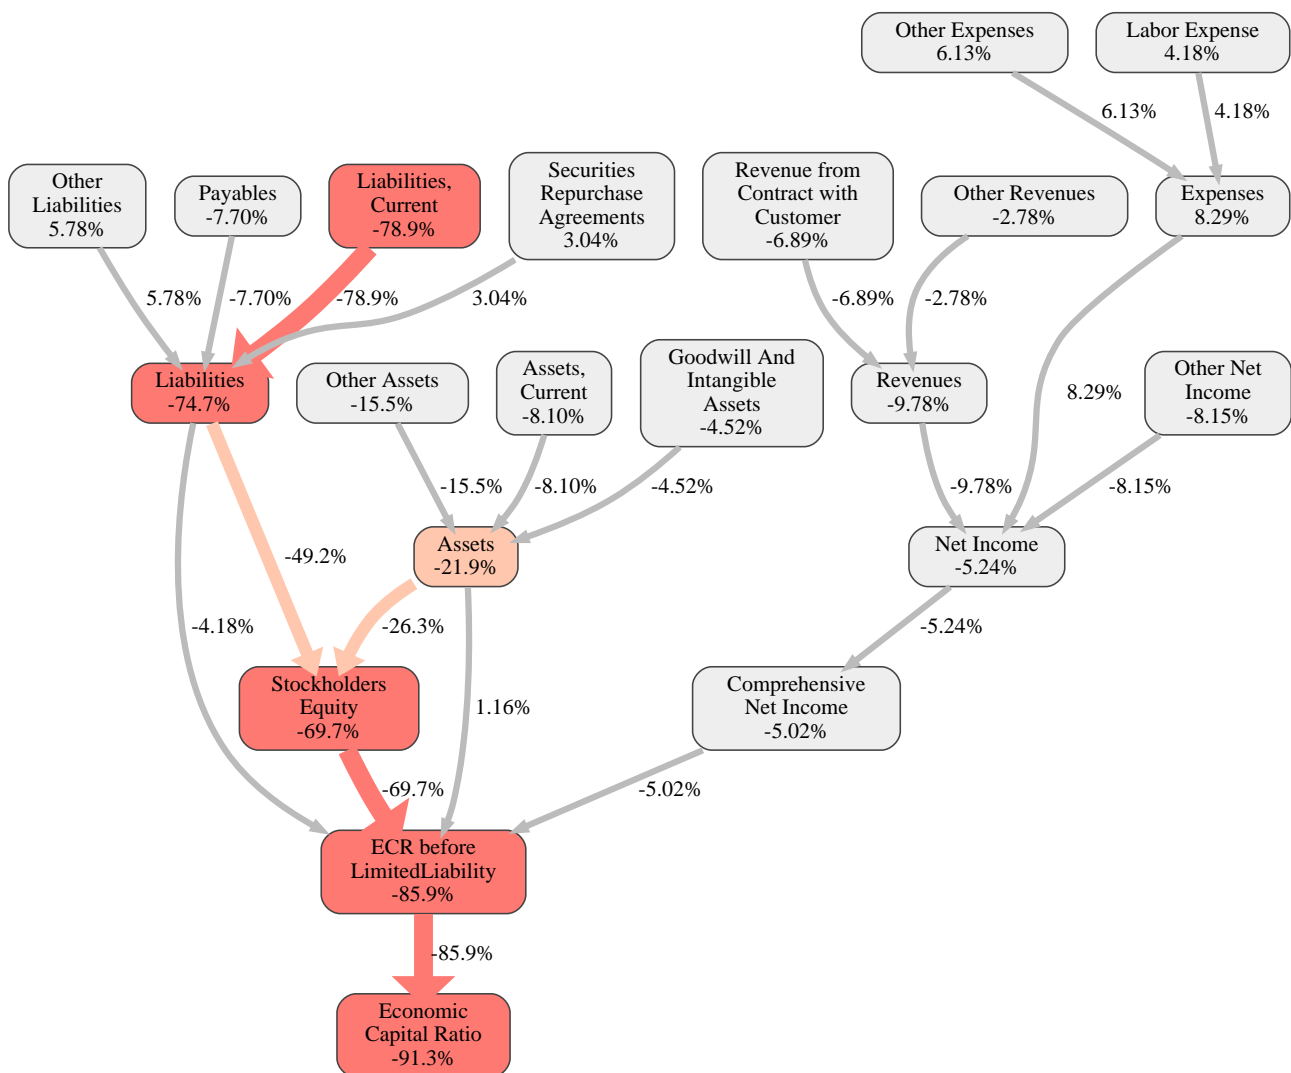 Other Expenses
6.13%
Labor Expense
4.18%
6.13%
4.18%
Other
Liabilities
5.78%
Payables
-7.70%
Liabilities,
Current
-78.9%
Securities
Repurchase
Agreements
3.04%
Revenue from
Contract with
Customer
-6.89%
Other Revenues
-2.78%
Expenses
8.29%
5.78%
-7.70%
-78.9%
3.04%
-6.89%
-2.78%
Liabilities
-74.7%
Other Assets
-15.5%
Assets,
Current
-8.10%
Goodwill And
Intangible
Assets
-4.52%
Revenues
-9.78%
8.29%
Other Net
Income
-8.15%
-15.5%
-8.10%
-4.52%
-9.78%
-8.15%
-49.2%
Assets
-21.9%
Net Income
-5.24%
-4.18%
-26.3%
-5.24%
Stockholders
Equity
-69.7%
1.16%
Comprehensive
Net Income
-5.02%
-69.7%
-5.02%
ECR before
LimitedLiability
-85.9%
-85.9%
Economic
Capital Ratio
-91.3%